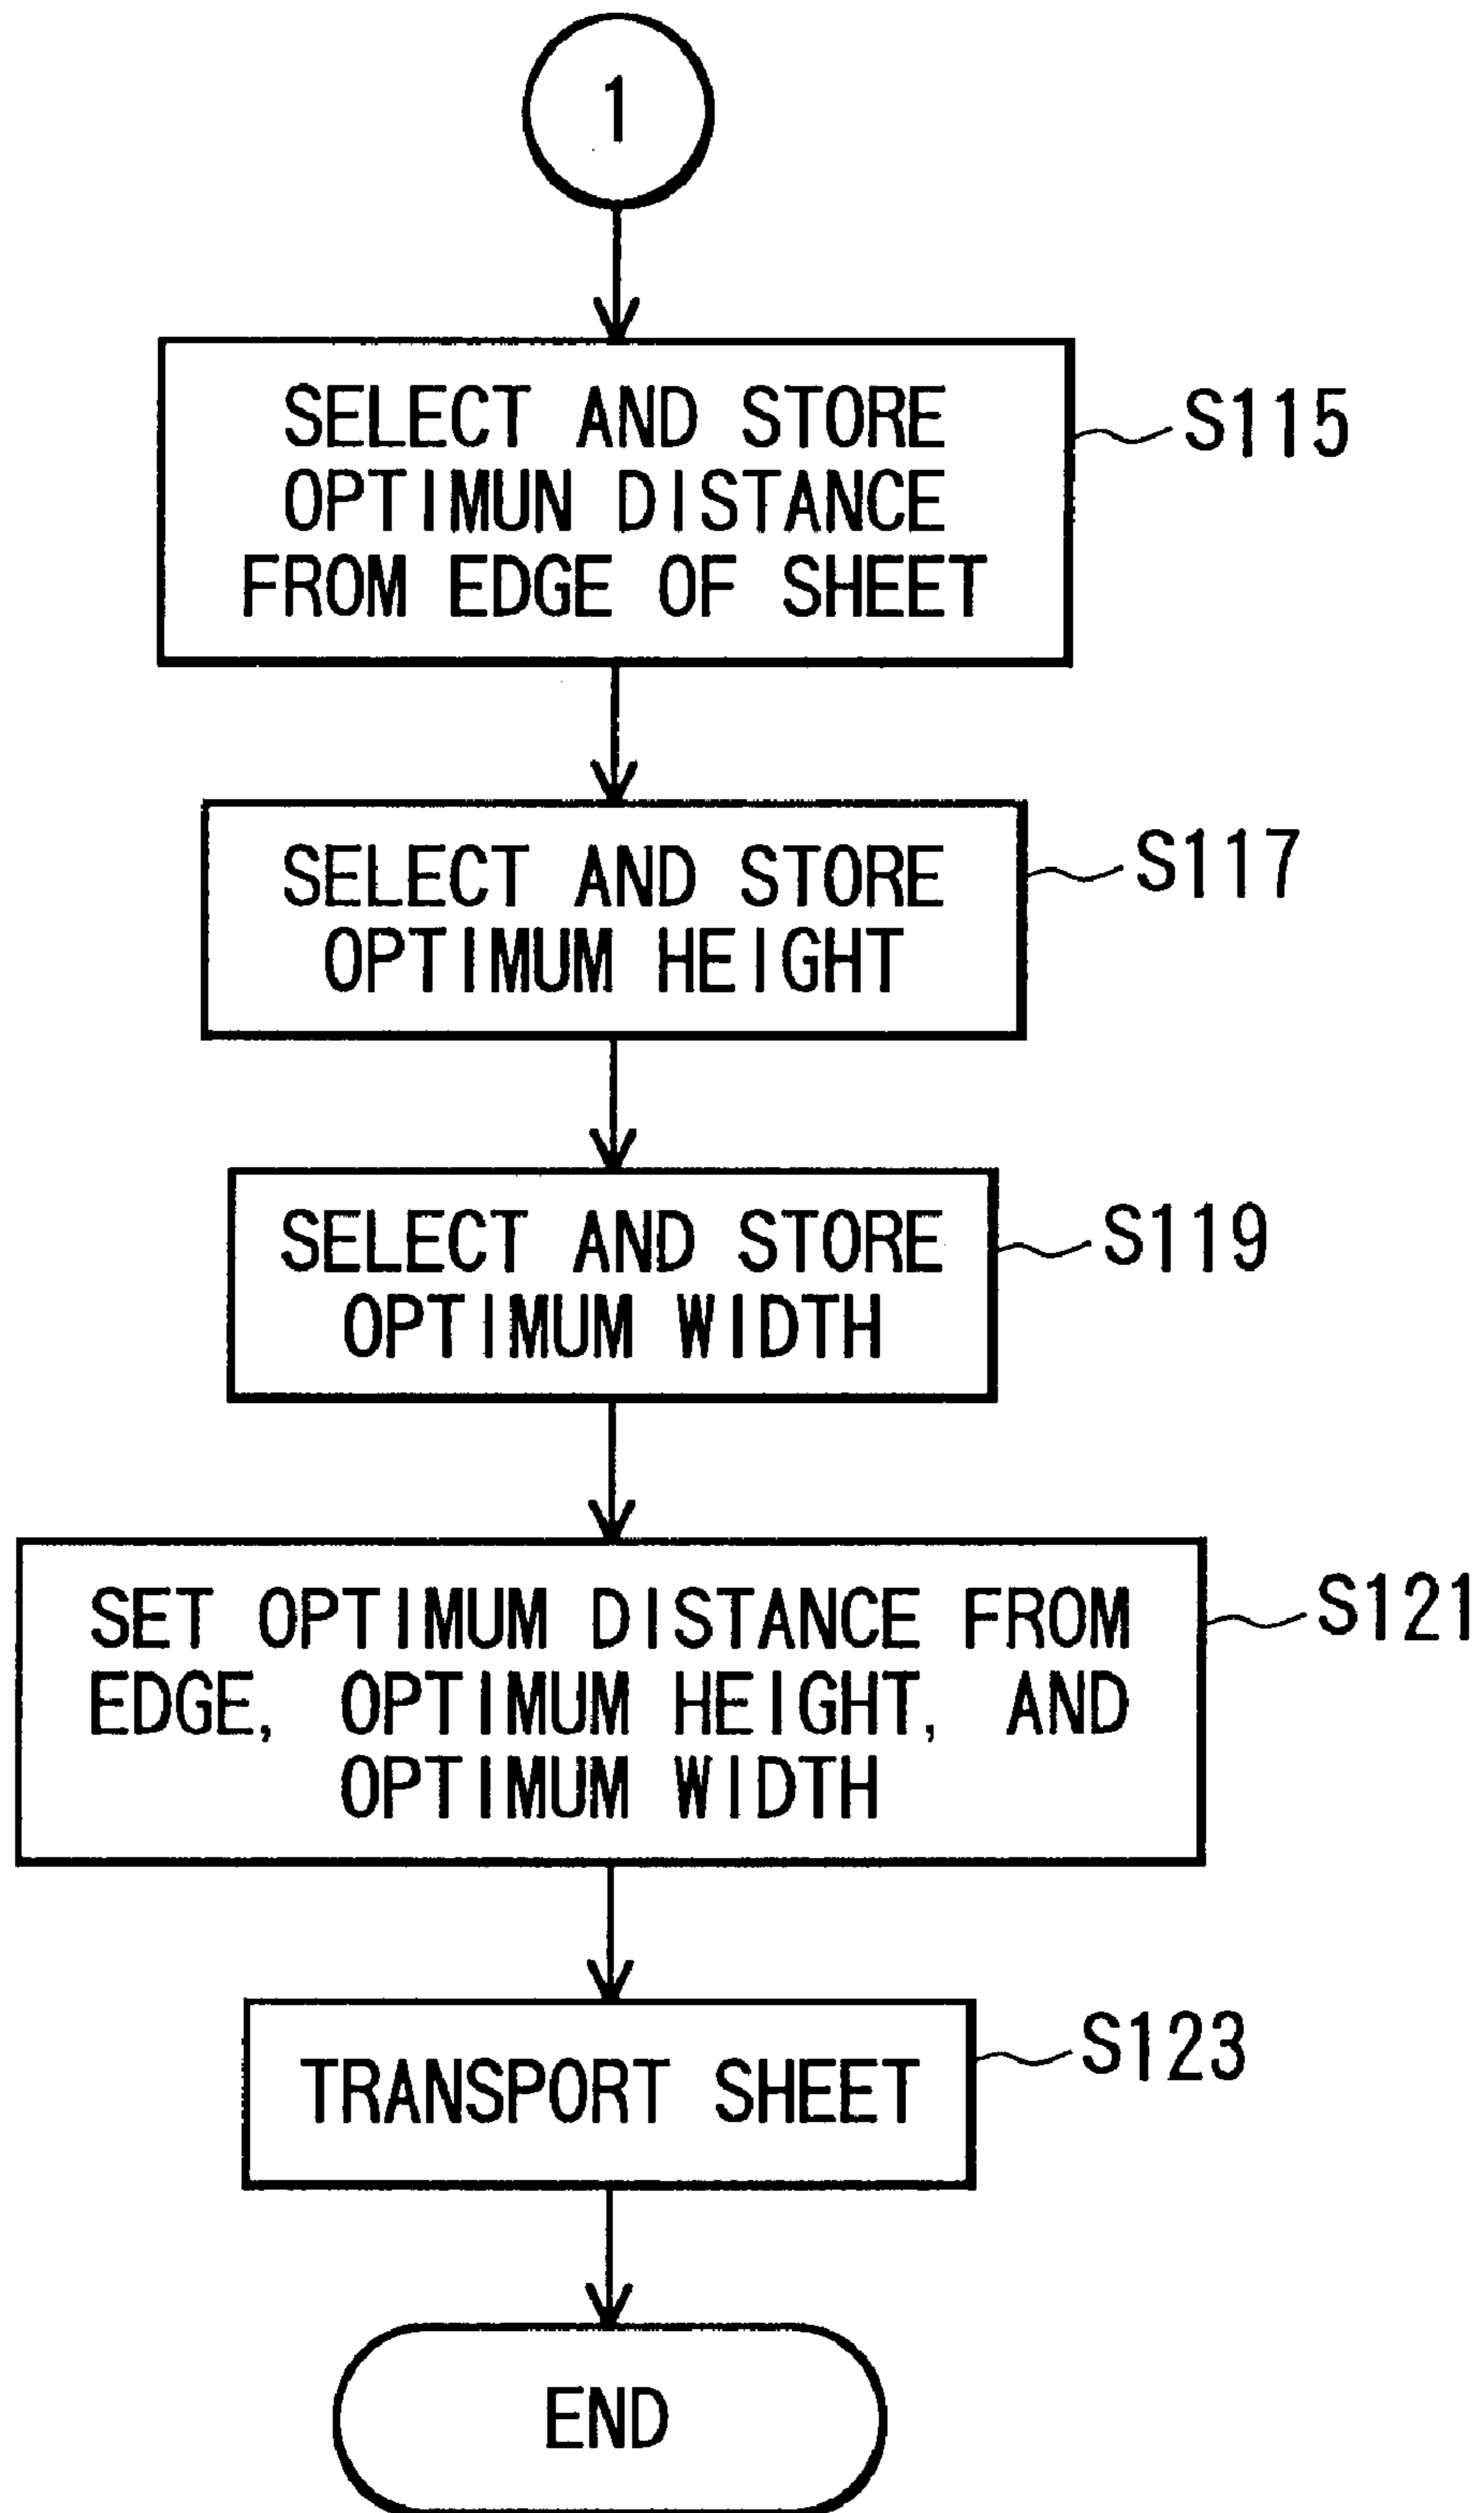 1
SELECT AND STORE
OPTIMUN DISTANCE
FROM EDGE OF SHEET
S115
SELECT AND STORE
OPTIMUM HEIGHT
S117
SELECT AND STORE
OPTIMUM WIDTH
S119
SET OPTIMUM DISTANCE FROM
EDGE, OPTIMUM HEIGHT, AND
OPTIMUM WIDTH
S121
TRANSPORT SHEET
S123
END